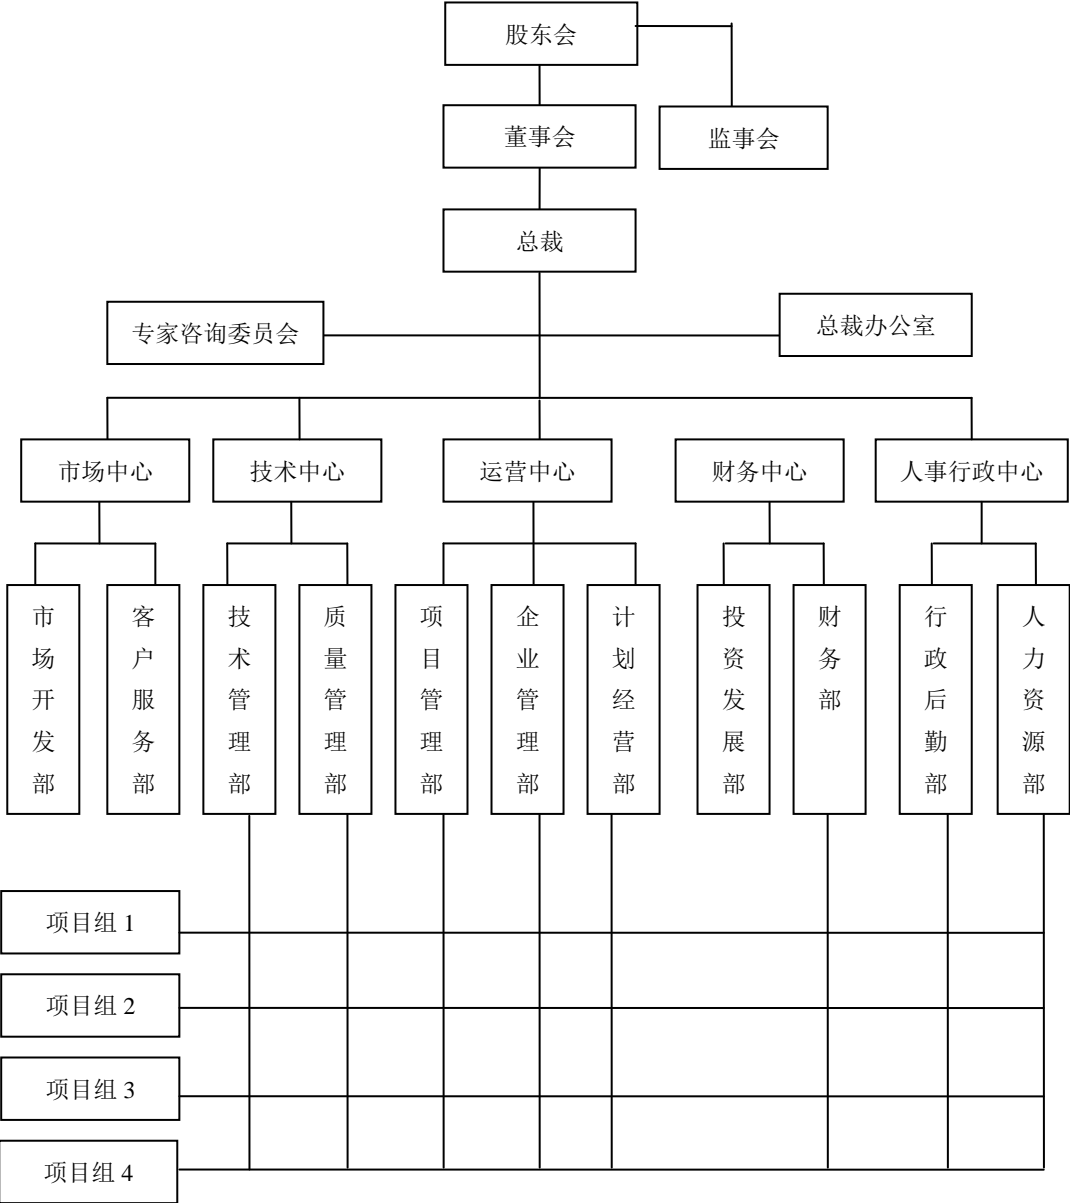 股东会
董事会
监事会
总裁
专家咨询委员会
总裁办公室
市场中心
技术中心
运营中心
财务中心
人事行政中心
市场开发部
客户服务部
技术管理部
质量管理部
项目管理部
企业管理部
计划经营部
投资发展部
财务部
行政后勤部
人力资源部
项目组 1
项目组 2
项目组 3
项目组 4